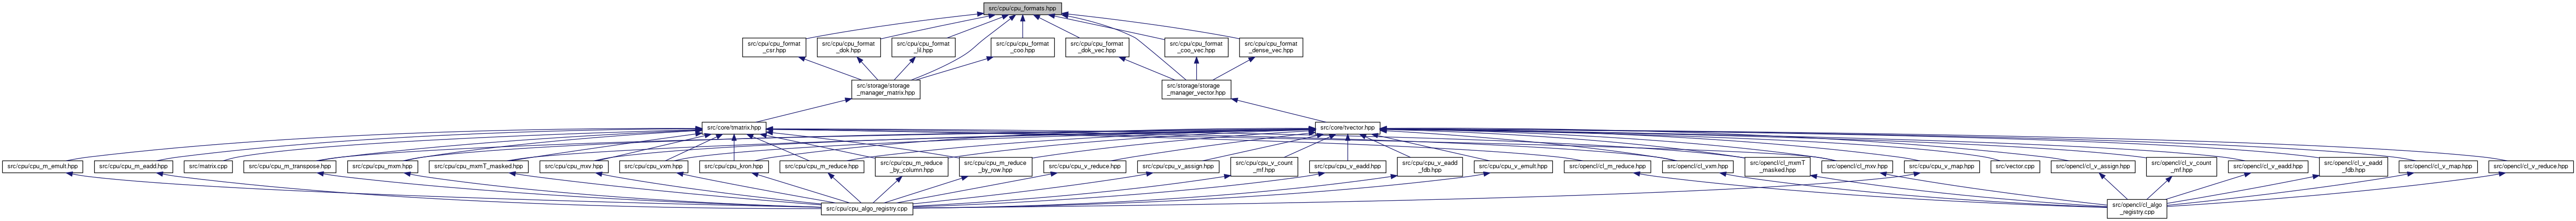 src/cpu/cpu_formats.hpp
src/cpu/cpu_format
_csr.hpp
src/cpu/cpu_format
_dok.hpp
src/cpu/cpu_format
_lil.hpp
src/cpu/cpu_format
_coo.hpp
src/cpu/cpu_format
_dok_vec.hpp
src/cpu/cpu_format
_coo_vec.hpp
src/cpu/cpu_format
_dense_vec.hpp
src/storage/storage
_manager_matrix.hpp
src/storage/storage
_manager_vector.hpp
src/core/tmatrix.hpp
src/core/tvector.hpp
src/cpu/cpu_m_emult.hpp
src/cpu/cpu_m_eadd.hpp
src/matrix.cpp
src/cpu/cpu_m_transpose.hpp
src/cpu/cpu_mxm.hpp
src/cpu/cpu_mxmT_masked.hpp
src/cpu/cpu_mxv.hpp
src/cpu/cpu_vxm.hpp
src/cpu/cpu_kron.hpp
src/cpu/cpu_m_reduce.hpp
src/cpu/cpu_m_reduce
_by_column.hpp
src/cpu/cpu_m_reduce
_by_row.hpp
src/cpu/cpu_v_reduce.hpp
src/cpu/cpu_v_assign.hpp
src/cpu/cpu_v_count
_mf.hpp
src/cpu/cpu_v_eadd.hpp
src/cpu/cpu_v_eadd
_fdb.hpp
src/cpu/cpu_v_emult.hpp
src/opencl/cl_m_reduce.hpp
src/opencl/cl_vxm.hpp
src/opencl/cl_mxmT
_masked.hpp
src/opencl/cl_mxv.hpp
src/cpu/cpu_v_map.hpp
src/vector.cpp
src/opencl/cl_v_assign.hpp
src/opencl/cl_v_count
_mf.hpp
src/opencl/cl_v_eadd.hpp
src/opencl/cl_v_eadd
_fdb.hpp
src/opencl/cl_v_map.hpp
src/opencl/cl_v_reduce.hpp
src/cpu/cpu_algo_registry.cpp
src/opencl/cl_algo
_registry.cpp